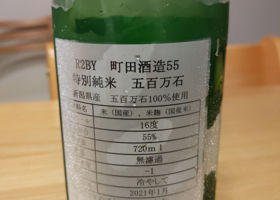 R2BY 町田酒造55
特別純米 五百万石
新潟県産 五百万石100%使用
米（国産）、米麹（国産）
16度
55%
720ml
無濾過
-1
冷やして
2021年1月